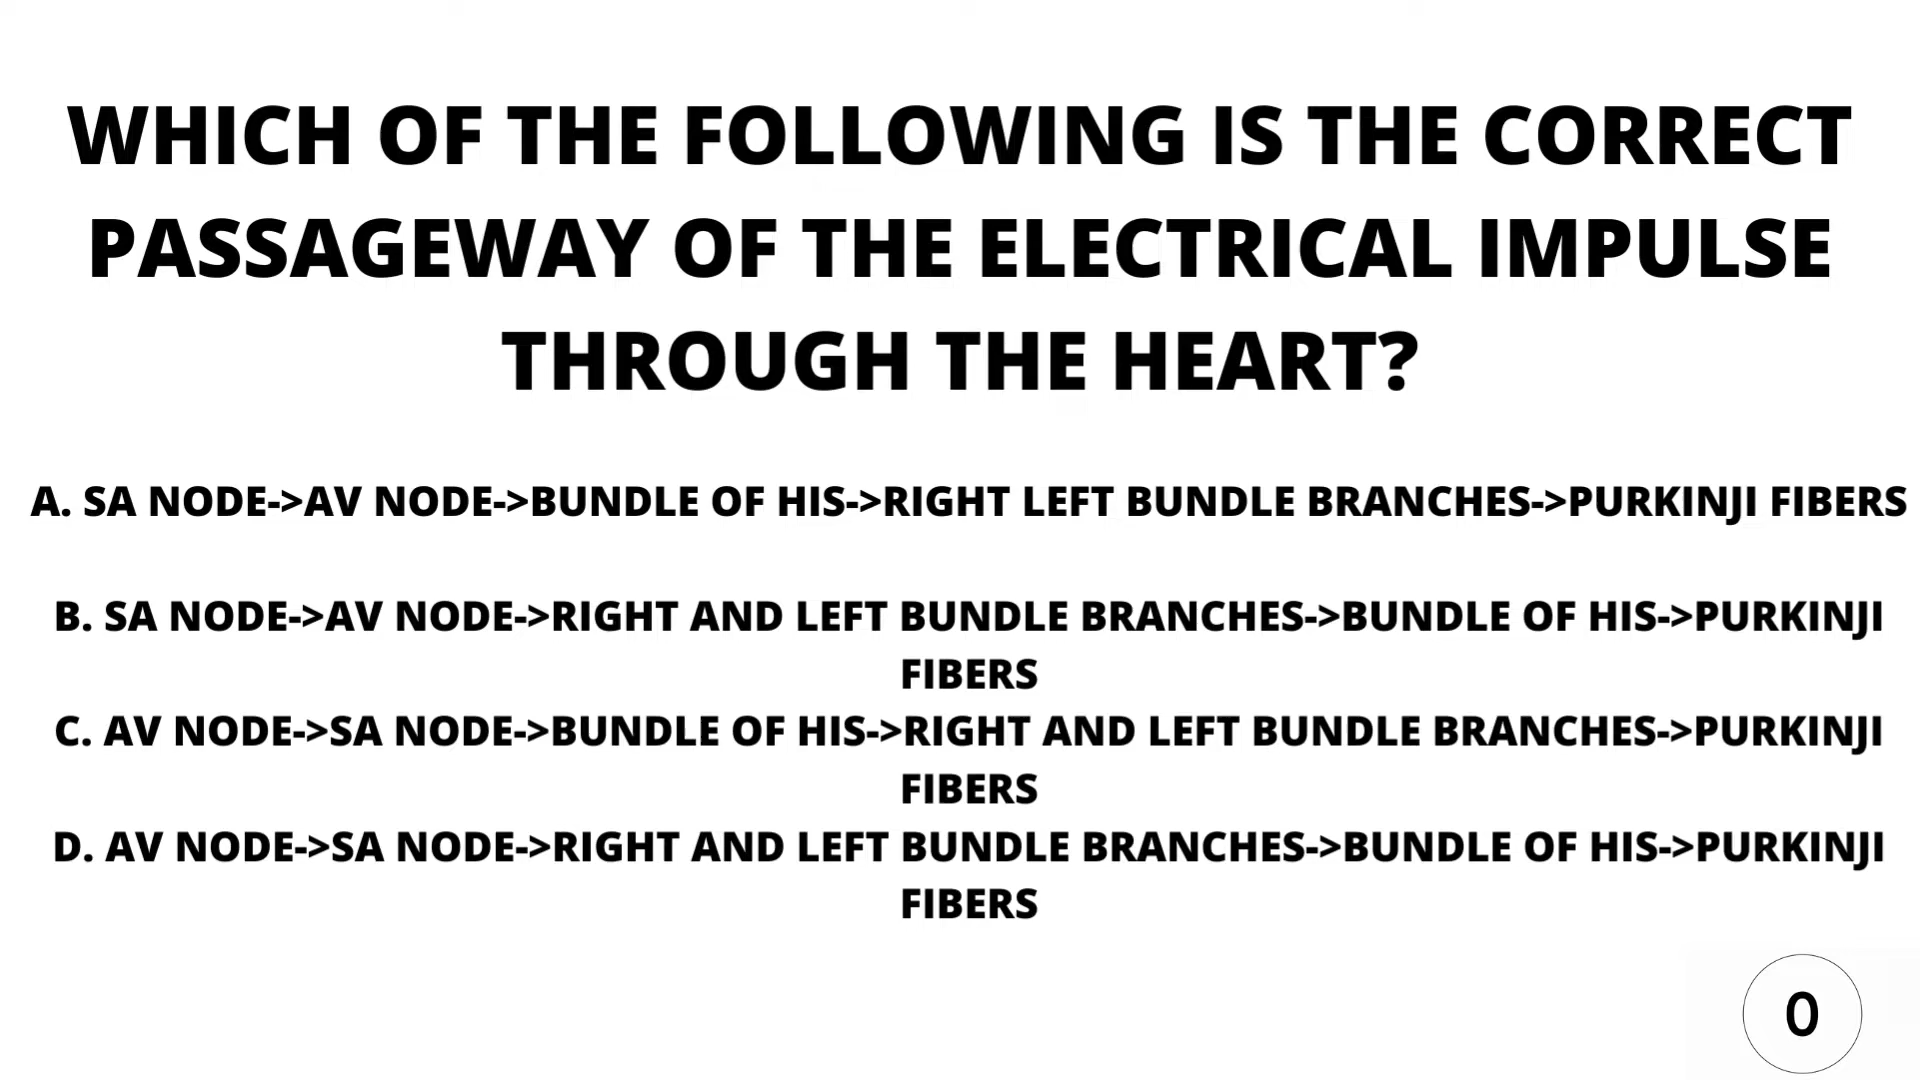 WHICH OF THE FOLLOWING IS THE CORRECT
PASSAGEWAY OF THE ELECTRICAL IMPULSE
THROUGH THE HEART?
A. SA NODE->AV NODE->BUNDLE OF HIS->RIGHT LEFT BUNDLE BRANCHES->PURKINJI FIBERS
B. SA NODE->AV NODE->RIGHT AND LEFT BUNDLE BRANCHES->BUNDLE OF HIS->PURKINJI
FIBERS
C. AV NODE->SA NODE->BUNDLE OF HIS->RIGHT AND LEFT BUNDLE BRANCHES->PURKINJI
FIBERS
D. AV NODE->SA NODE->RIGHT AND LEFT BUNDLE BRANCHES->BUNDLE OF HIS->PURKINJI
FIBERS
0